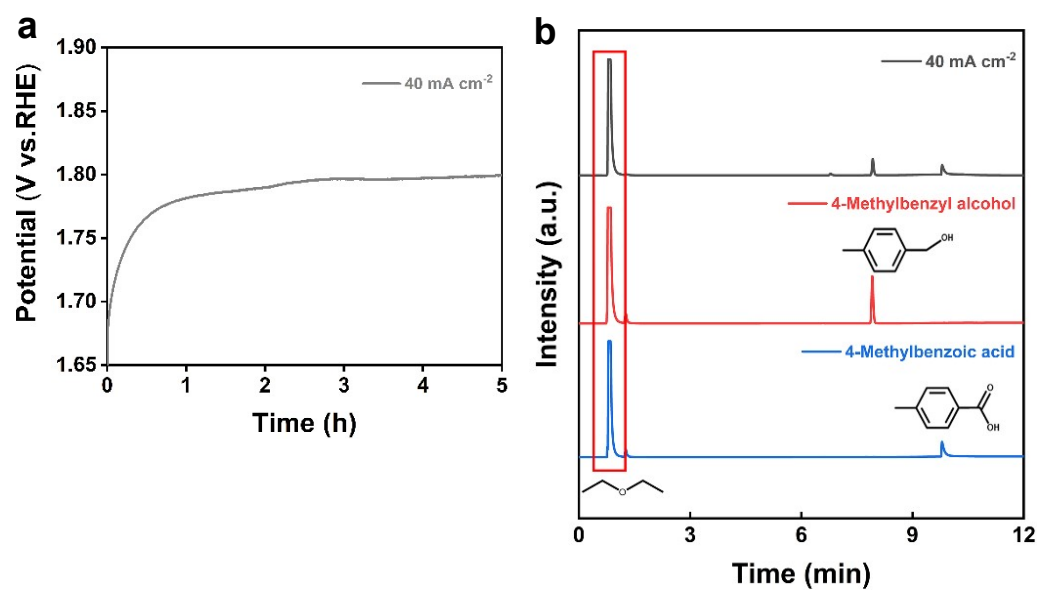 a
1.90
1.85
1.80
1.75
1.70
1.65
Potential (V vs.RHE)
40 mA cm-2
0 1 2 3 4 5
Time (h)
b
Intensity (a.u.)
40 mA cm-2
4-Methylbenzyl alcohol
OH
4-Methylbenzoic acid
O
OH
O
0 3 6 9 12
Time (min)